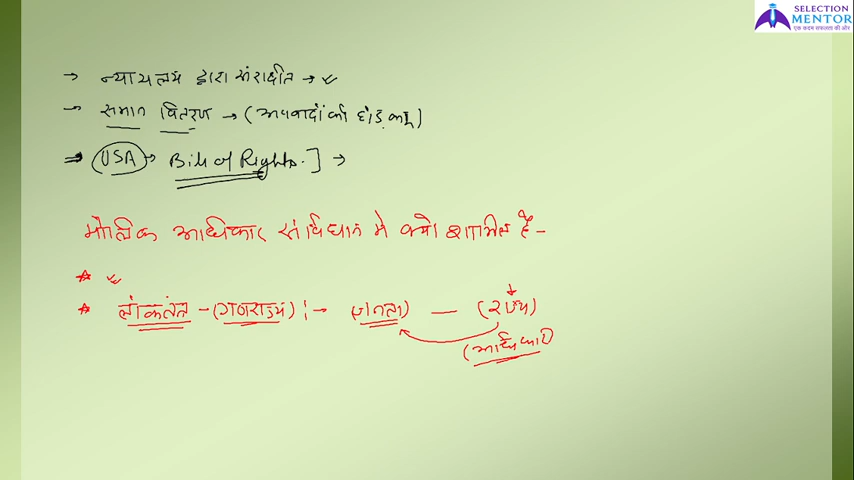 SELECTION
MENTOR
एक कदम सफलता की ओर
→ न्यायालय द्वारा संरक्षित →
→ समान वितरण → (अपवादों को छोड़कर)
⇒ USA → Bill of Rights. ] →
मौलिक अधिकार संविधान मे क्यो शामिल है -
* 
* लोकतंत्र - (गणराज्य) : → (जनता) — (राज्य)
(अधिकार)